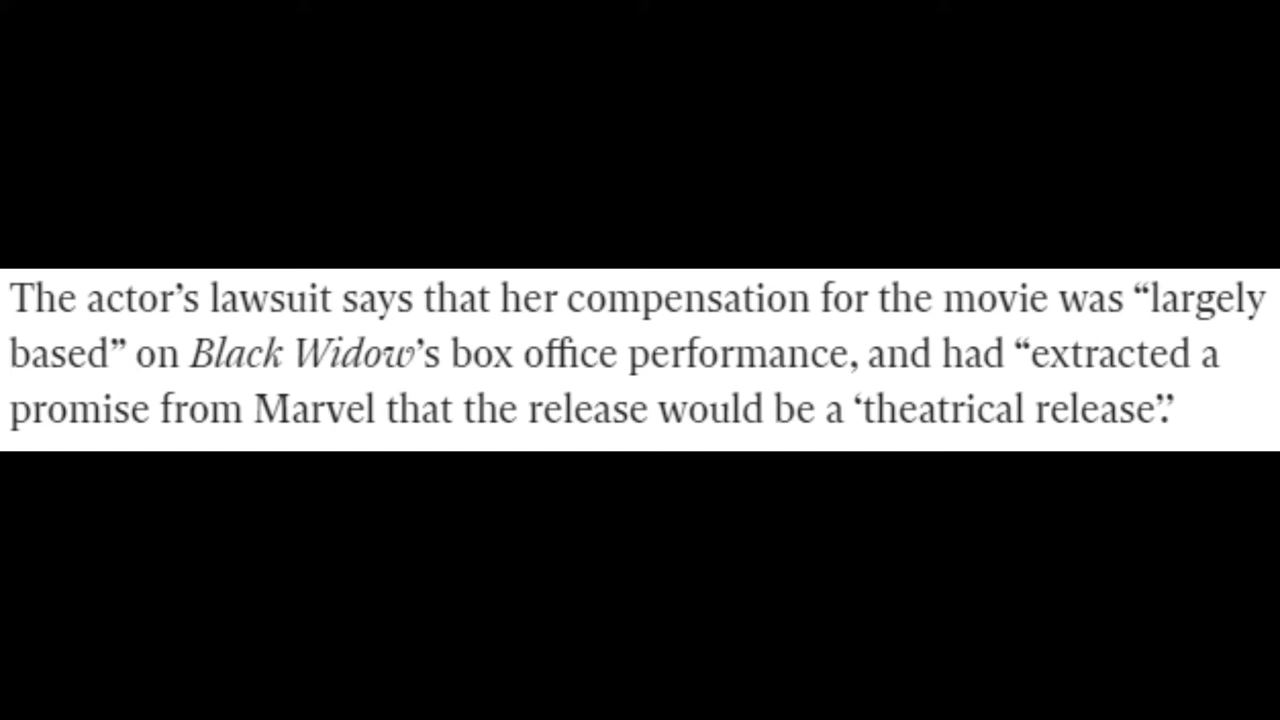 The actor’s lawsuit says that her compensation for the movie was “largely
based” on Black Widow’s box office performance, and had “extracted a
promise from Marvel that the release would be a ‘theatrical release’.”